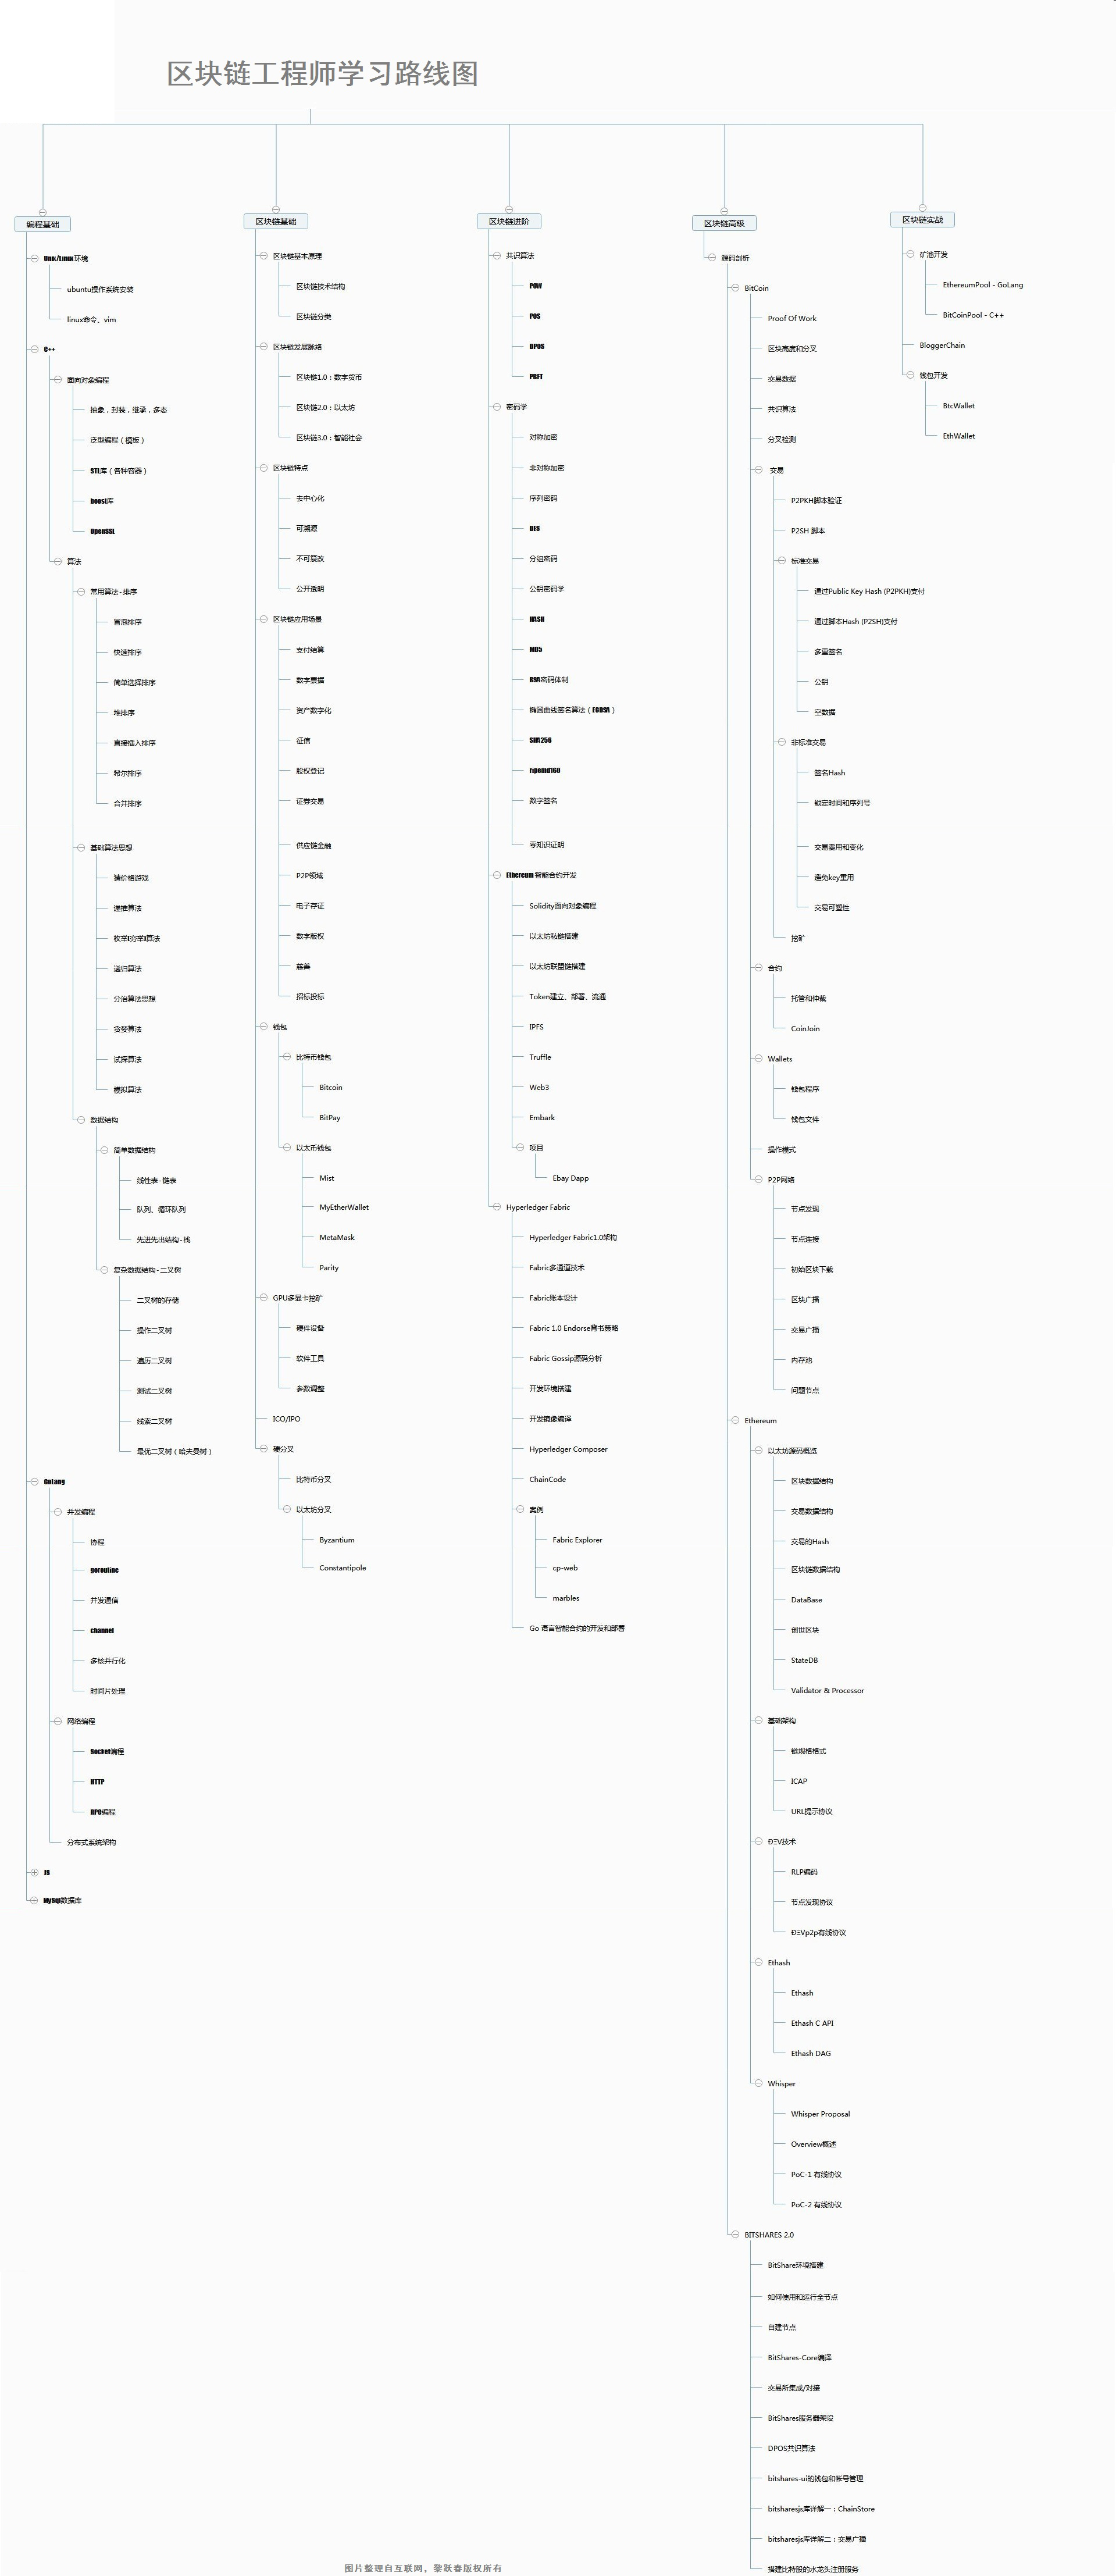 区块链工程师学习路线图
编程基础
Unix/Linux环境
ubuntu操作系统安装
linux命令、vim
C++
面向对象编程
抽象，封装，继承，多态
泛型编程（模板）
STL库（各种容器）
boost库
OpenSSL
算法
常用算法-排序
冒泡排序
快速排序
简单选择排序
堆排序
直接插入排序
希尔排序
合并排序
基础算法思想
猜价格游戏
递推算法
枚举(穷举)算法
递归算法
分治算法思想
贪婪算法
试探算法
模拟算法
数据结构
简单数据结构
线性表-链表
队列、循环队列
先进先出结构-栈
复杂数据结构-二叉树
二叉树的存储
操作二叉树
遍历二叉树
测试二叉树
线索二叉树
最优二叉树（哈夫曼树）
GoLang
并发编程
协程
goroutine
并发通信
channel
多核并行化
时间片处理
网络编程
Socket编程
HTTP
RPC编程
分布式系统架构
JS
MySql数据库
区块链基础
区块链基本原理
区块链技术结构
区块链分类
区块链发展脉络
区块链1.0：数字货币
区块链2.0：以太坊
区块链3.0：智能社会
区块链特点
去中心化
可溯源
不可篡改
公开透明
区块链应用场景
支付结算
数字票据
资产数字化
征信
股权登记
证券交易
供应链金融
P2P领域
电子存证
数字版权
慈善
招标投标
钱包
比特币钱包
Bitcoin
BitPay
以太币钱包
Mist
MyEtherWallet
MetaMask
Parity
GPU多显卡挖矿
硬件设备
软件工具
参数调整
ICO/IPO
硬分叉
比特币分叉
以太坊分叉
Byzantium
Constantipole
区块链进阶
共识算法
POW
POS
DPOS
PBFT
密码学
对称加密
非对称加密
序列密码
DES
分组密码
公钥密码学
HASH
MD5
RSA密码体制
椭圆曲线签名算法（ECDSA）
SHA256
ripemd160
数字签名
零知识证明
Ethereum 智能合约开发
Solidity面向对象编程
以太坊私链搭建
以太坊联盟链搭建
Token建立、部署、流通
IPFS
Truffle
Web3
Embark
项目
Ebay Dapp
Hyperledger Fabric
Hyperledger Fabric1.0架构
Fabric多通道技术
Fabric账本设计
Fabric 1.0 Endorse背书策略
Fabric Gossip源码分析
开发环境搭建
开发镜像编译
Hyperledger Composer
ChainCode
案例
Fabric Explorer
cp-web
marbles
Go 语言智能合约的开发和部署
区块链高级
源码剖析
BitCoin
Proof Of Work
区块高度和分叉
交易数据
共识算法
分叉检测
交易
P2PKH脚本验证
P2SH 脚本
标准交易
通过Public Key Hash (P2PKH)支付
通过脚本Hash (P2SH)支付
多重签名
公钥
空数据
非标准交易
签名Hash
锁定时间和序列号
交易费用和变化
避免key重用
交易可塑性
挖矿
合约
托管和仲裁
CoinJoin
Wallets
钱包程序
钱包文件
操作模式
P2P网络
节点发现
节点连接
初始区块下载
区块广播
交易广播
内存池
问题节点
Ethereum
以太坊源码概览
区块数据结构
交易数据结构
交易的Hash
区块链数据结构
DataBase
创世区块
StateDB
Validator & Processor
基础架构
链规格格式
ICAP
URL提示协议
ÐΞV技术
RLP编码
节点发现协议
ÐΞVp2p有线协议
Ethash
Ethash
Ethash C API
Ethash DAG
Whisper
Whisper Proposal
Overview概述
PoC-1 有线协议
PoC-2 有线协议
BITSHARES 2.0
BitShare环境搭建
如何使用和运行全节点
自建节点
BitShares-Core编译
交易所集成/对接
BitShares服务器架设
DPOS共识算法
bitshares-ui的钱包和帐号管理
bitsharesjs库详解一：ChainStore
bitsharesjs库详解二：交易广播
搭建比特股的水龙头注册服务
区块链实战
矿池开发
EthereumPool - GoLang
BitCoinPool - C++
BloggerChain
钱包开发
BtcWallet
EthWallet
图片整理自互联网，黎跃春版权所有